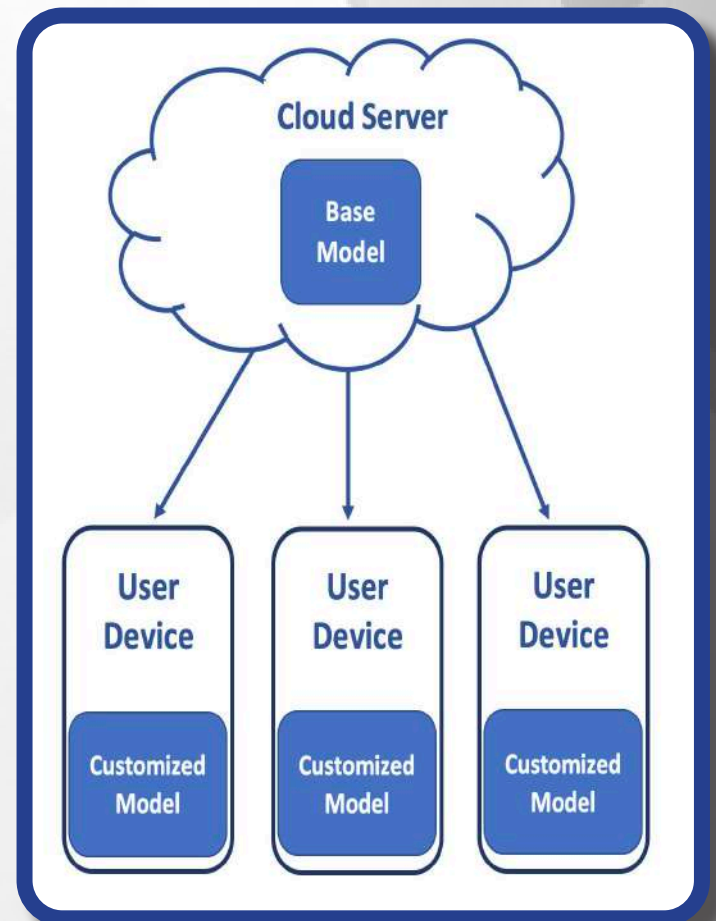 Cloud Server
Base
Model
User
Device
User
Device
User
Device
Customized
Model
Customized
Model
Customized
Model